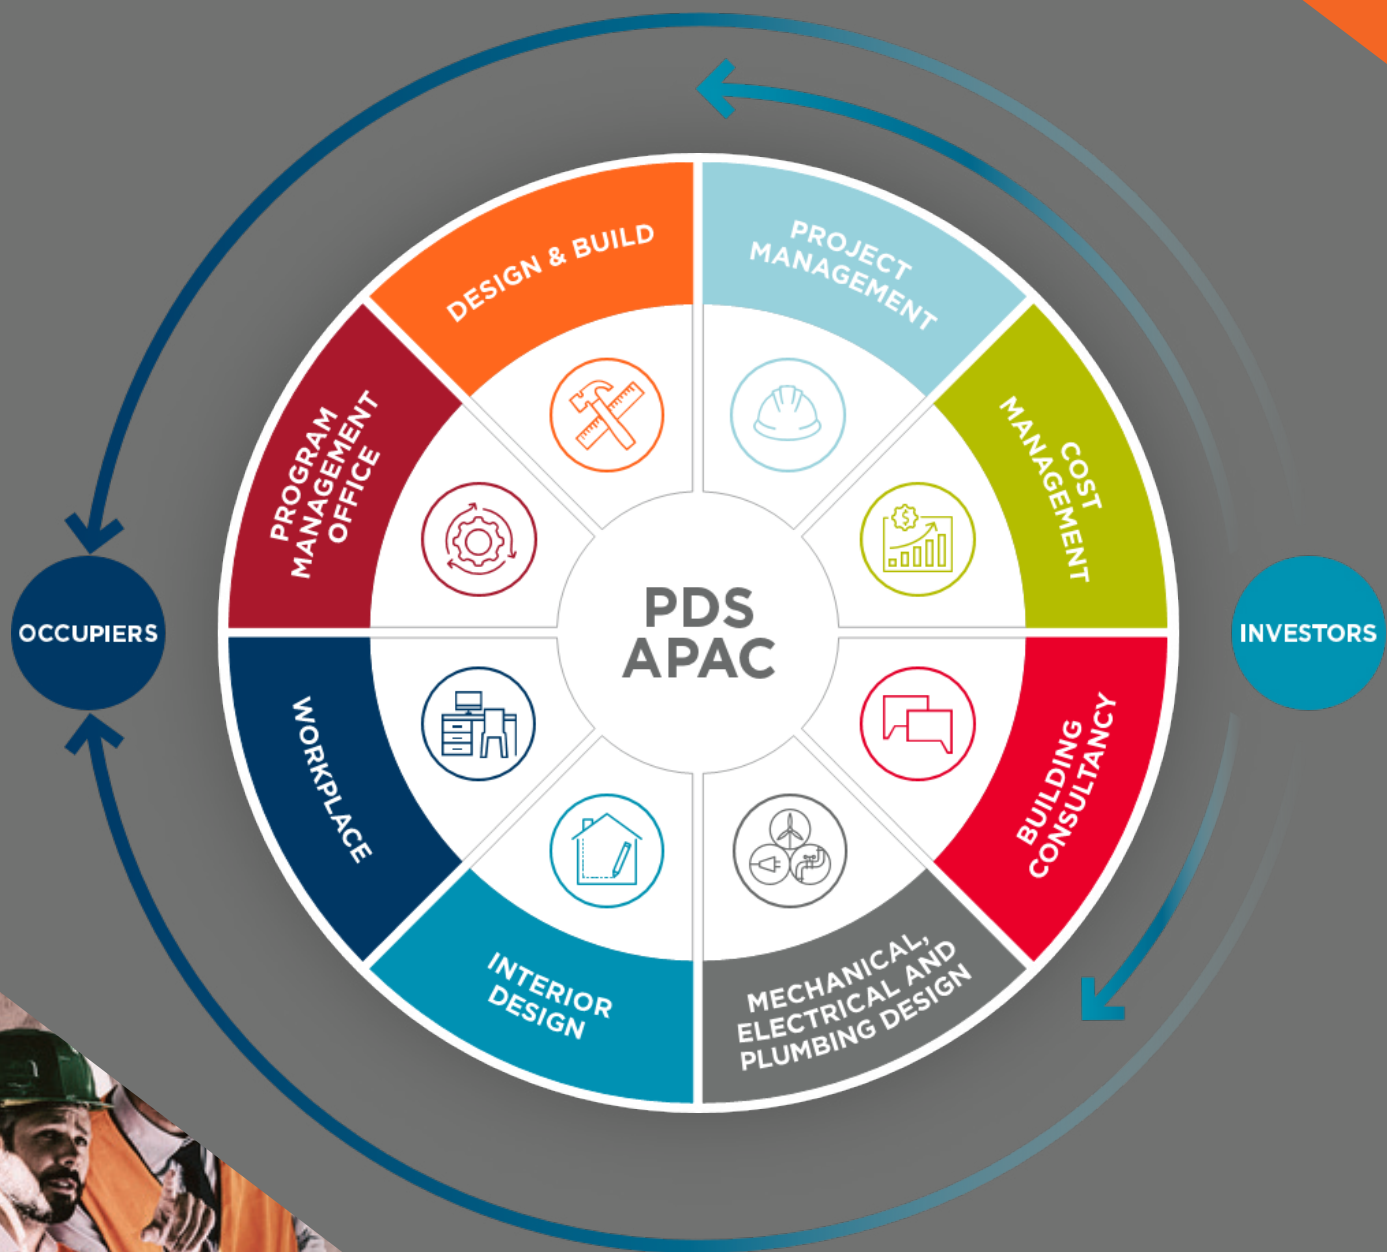 DESIGN & BUILD
PROJECT
MANAGEMENT
COST
MANAGEMENT
BUILDING
CONSULTANCY
MECHANICAL,
ELECTRICAL AND
PLUMBING DESIGN
INTERIOR
DESIGN
WORKPLACE
PROGRAM
MANAGEMENT
OFFICE
PDS
APAC
OCCUPIERS
INVESTORS